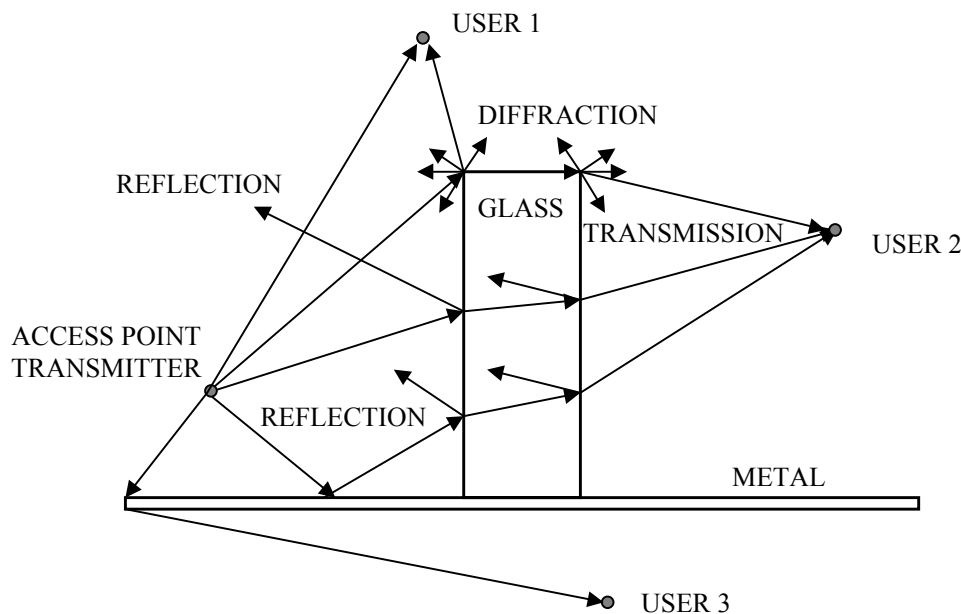 USER 1
DIFFRACTION
REFLECTION
GLASS
TRANSMISSION
USER 2
ACCESS POINT
TRANSMITTER
REFLECTION
METAL
USER 3